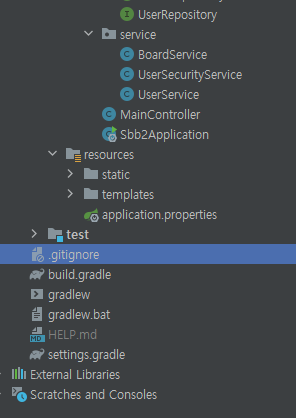 UserRepository
service
BoardService
UserSecurityService
UserService
MainController
Sbb2Application
resources
static
templates
application.properties
test
.gitignore
build.gradle
gradlew
gradlew.bat
HELP.md
settings.gradle
External Libraries
Scratches and Consoles